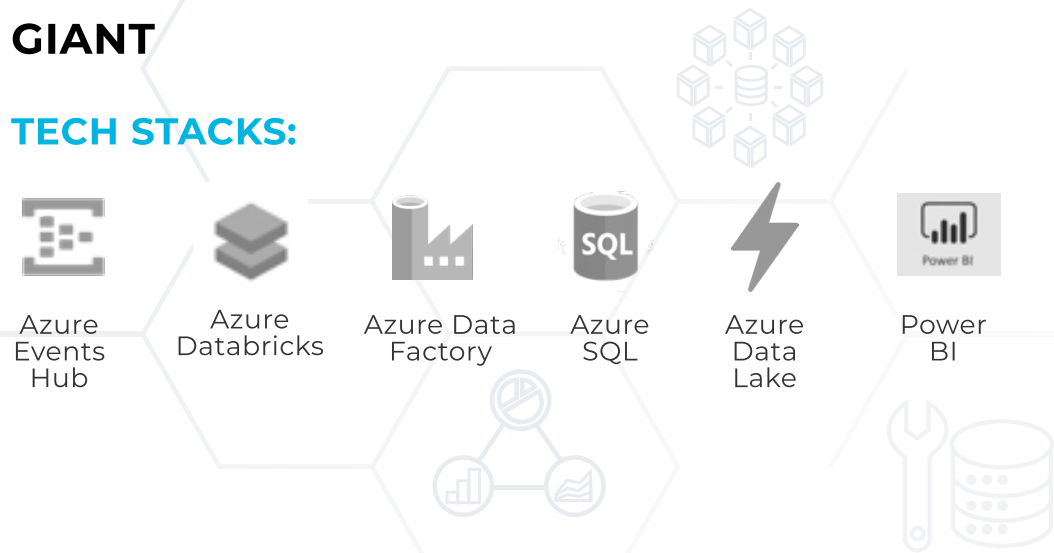 GIANT
TECH STACKS:
SQL
Power BI
Azure
Events
Hub
Azure
Databricks
Azure Data
Factory
Azure
SQL
Azure
Data
Lake
Power
BI